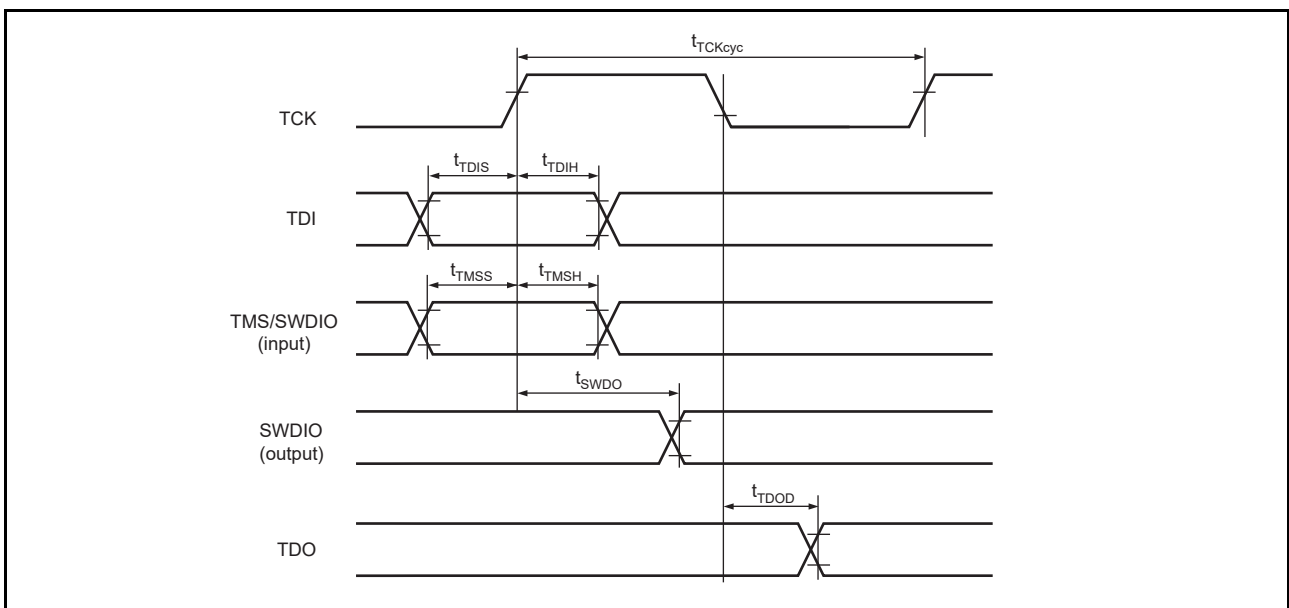 tTCKcyc
TCK
tTDIS
tTDIH
TDI
tTMSS
tTMSH
TMS/SWDIO
(input)
tSWDO
SWDIO
(output)
tTDOD
TDO